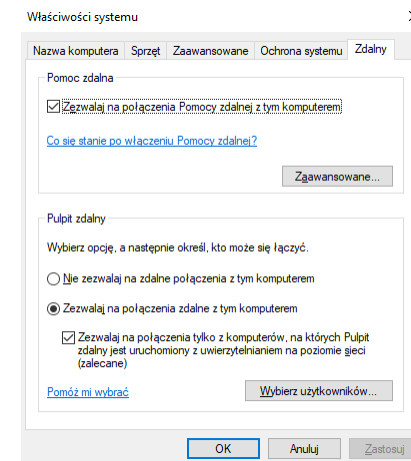 Właściwości systemu
Nazwa komputera Sprzęt Zaawansowane Ochrona systemu Zdalny
Pomoc zdalna
Zezwalaj na połączenia Pomocy zdalnej z tym komputerem
Co się stanie po włączeniu Pomocy zdalnej?
Zaawansowane...
Pulpit zdalny
Wybierz opcję, a następnie określ, kto może się łączyć.
Nie zezwalaj na zdalne połączenia z tym komputerem
Zezwalaj na połączenia zdalne z tym komputerem
Zezwalaj na połączenia tylko z komputerów, na których Pulpit
zdalny jest uruchomiony z uwierzytelnianiem na poziomie sieci
(zalecane)
Pomóż mi wybrać
Wybierz użytkowników...
OK Anuluj Zastosuj